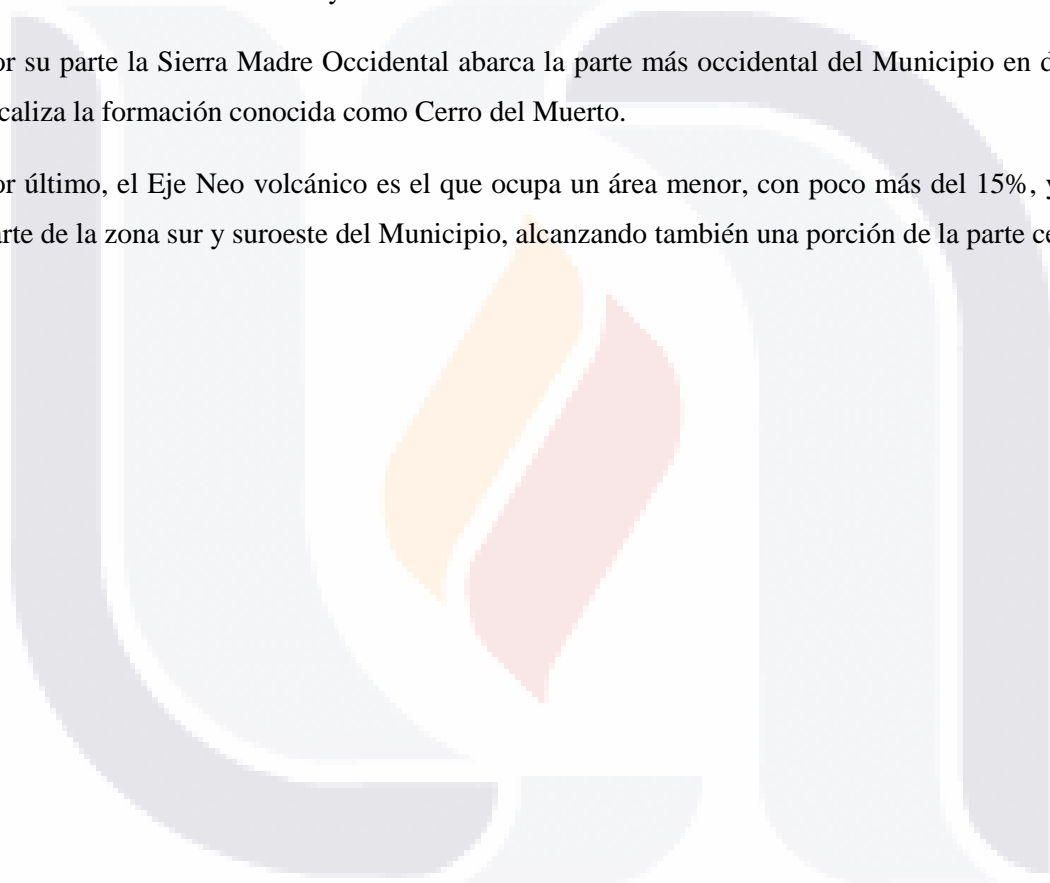 or su parte la Sierra Madre Occidental abarca la parte más occidental del Municipio en d
caliza la formación conocida como Cerro del Muerto.
or último, el Eje Neo volcánico es el que ocupa un área menor, con poco más del 15%, y
arte de la zona sur y suroeste del Municipio, alcanzando también una porción de la parte ce